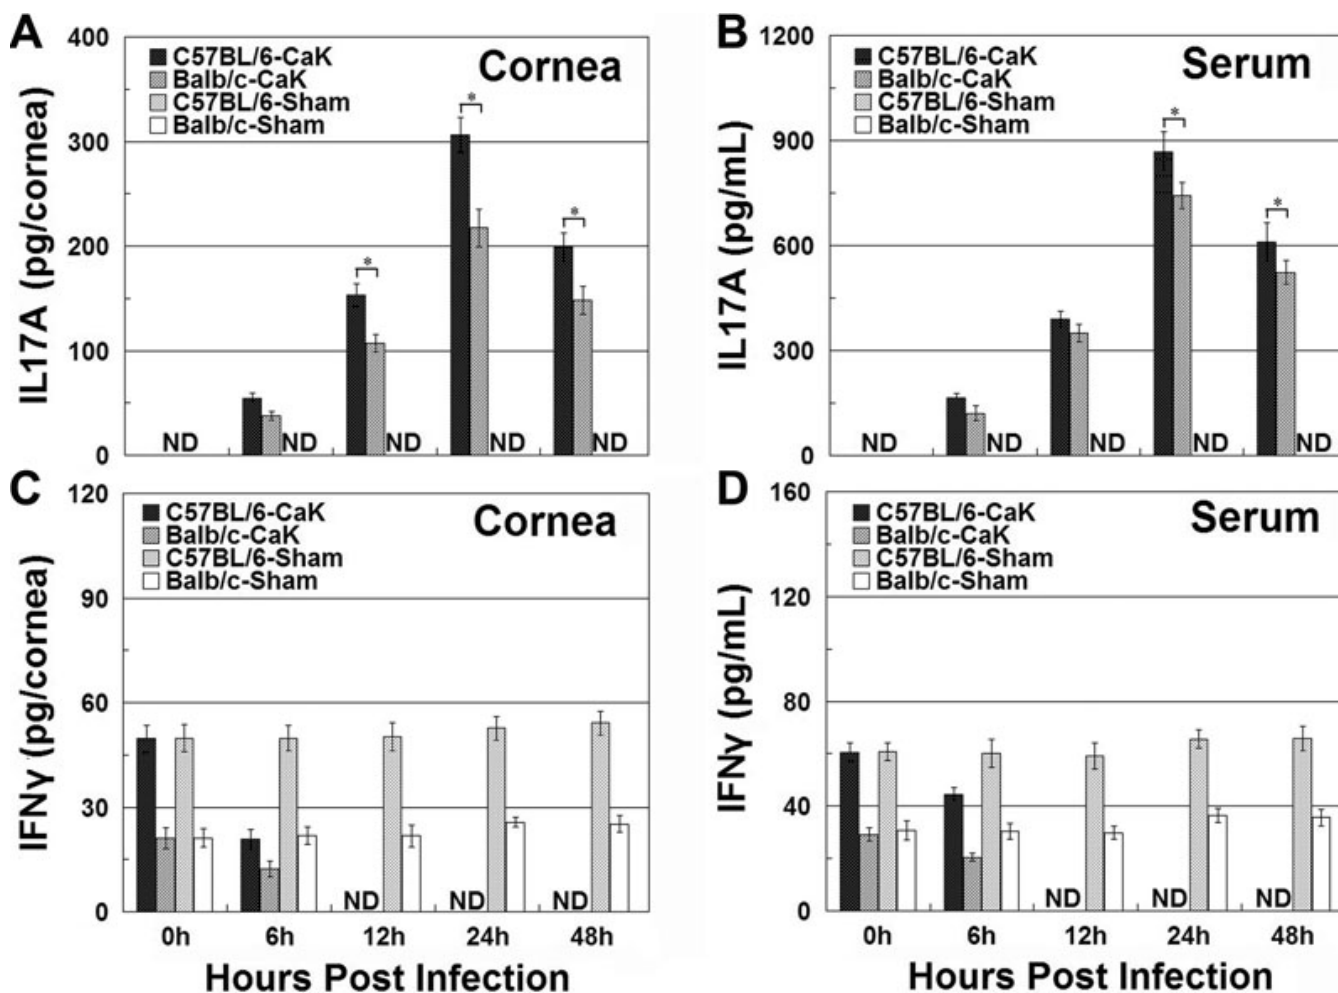 A
IL17A (pg/cornea)
400
300
200
100
0
C57BL/6-CaK
Balb/c-CaK
C57BL/6-Sham
Balb/c-Sham
Cornea
*
*
*
ND
ND
ND
ND
ND
B
IL17A (pg/mL)
1200
900
600
300
0
C57BL/6-CaK
Balb/c-CaK
C57BL/6-Sham
Balb/c-Sham
Serum
*
*
ND
ND
ND
ND
ND
C
IFNγ (pg/cornea)
120
90
60
30
0
C57BL/6-CaK
Balb/c-CaK
C57BL/6-Sham
Balb/c-Sham
Cornea
ND
ND
ND
0h
6h
12h
24h
48h
Hours Post Infection
D
IFNγ (pg/mL)
160
120
80
40
0
C57BL/6-CaK
Balb/c-CaK
C57BL/6-Sham
Balb/c-Sham
Serum
ND
ND
ND
0h
6h
12h
24h
48h
Hours Post Infection